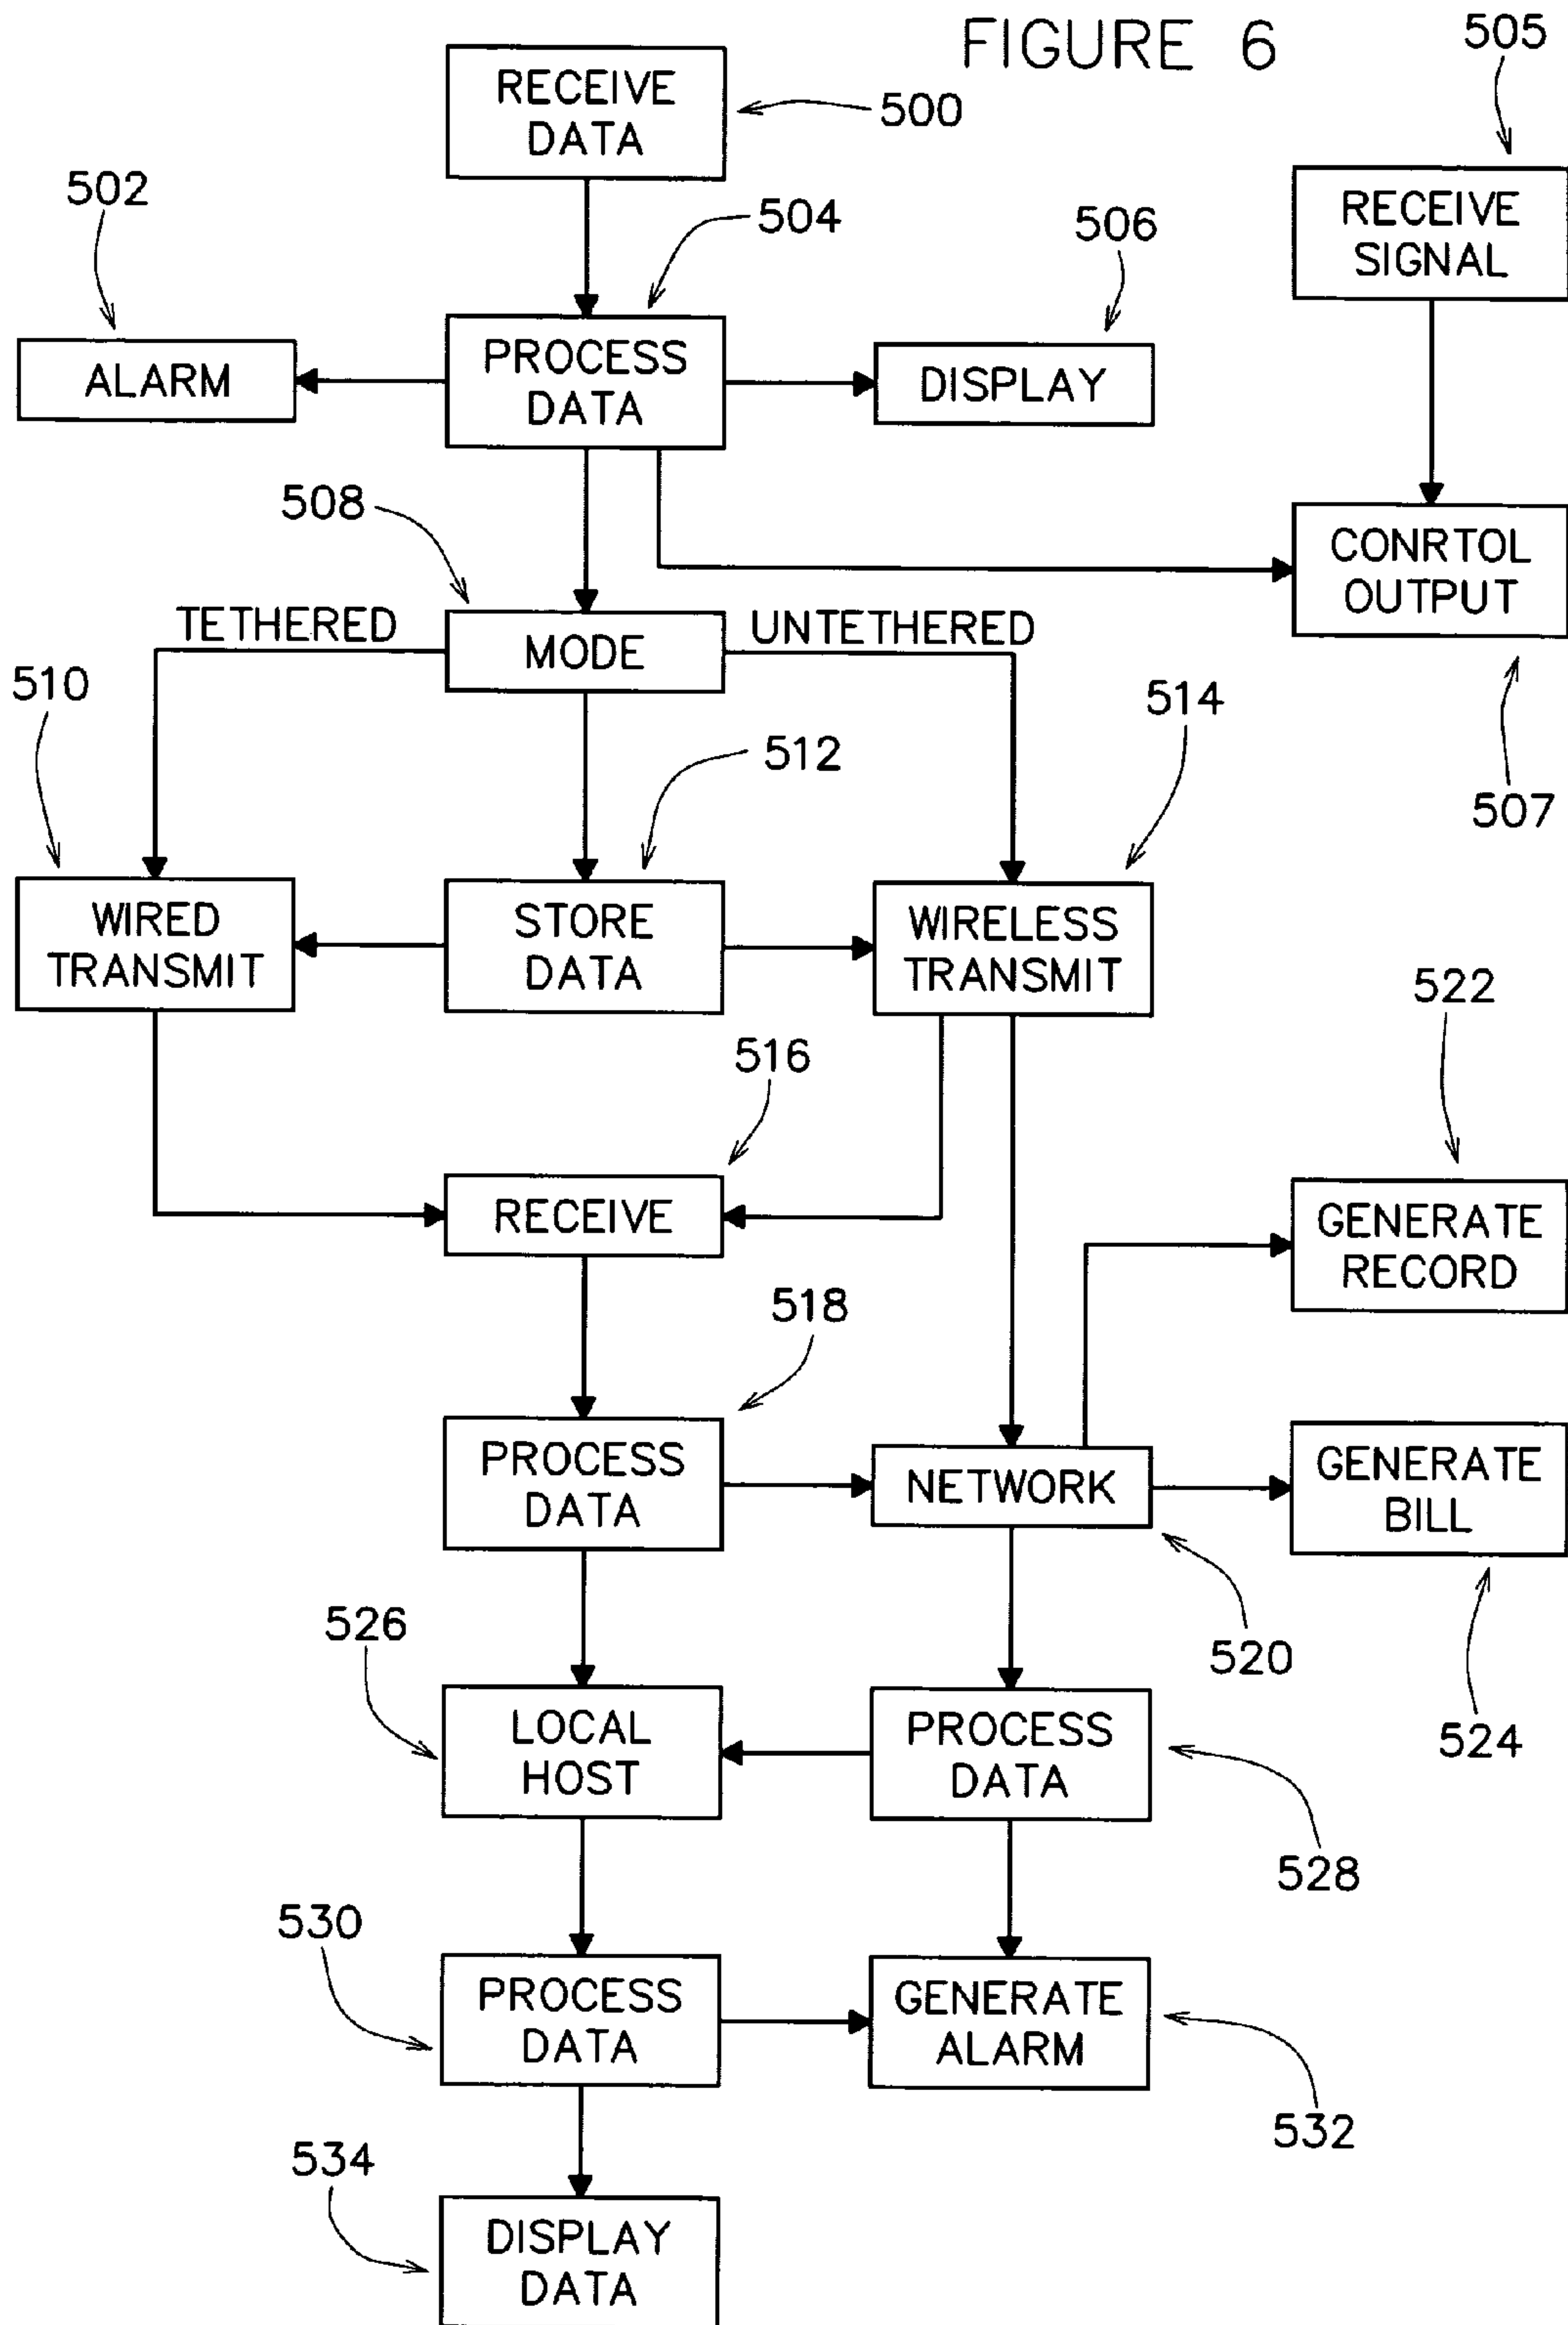 FIGURE 6
505
RECEIVE
DATA
500
502
504
506
RECEIVE
SIGNAL
ALARM
PROCESS
DATA
DISPLAY
508
CONRTOL
OUTPUT
TETHERED
MODE
UNTETHERED
510
512
514
507
WIRED
TRANSMIT
STORE
DATA
WIRELESS
TRANSMIT
516
522
RECEIVE
GENERATE
RECORD
518
PROCESS
DATA
NETWORK
GENERATE
BILL
526
520
524
LOCAL
HOST
PROCESS
DATA
528
530
PROCESS
DATA
GENERATE
ALARM
532
534
DISPLAY
DATA